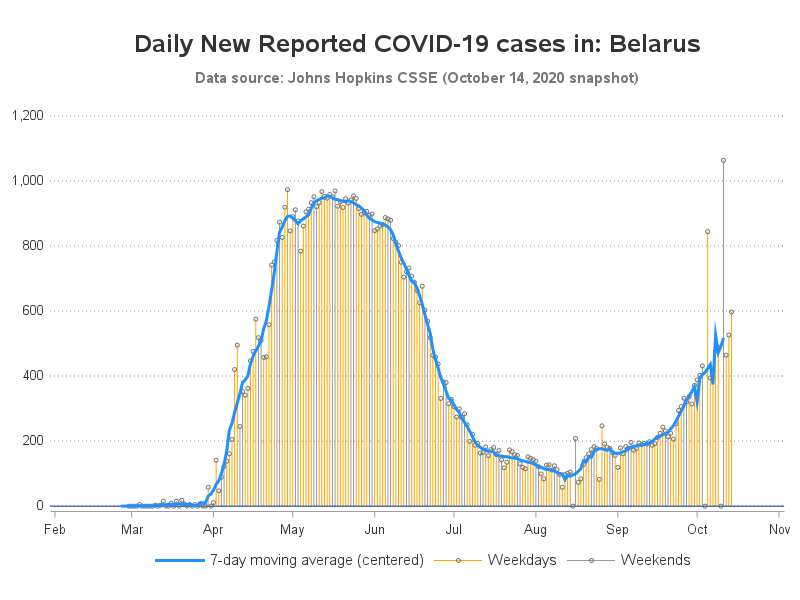 Daily New Reported COVID-19 cases in: Belarus
Data source: Johns Hopkins CSSE (October 14, 2020 snapshot)
1,200
1,000
800
600
400
200
0
Feb Mar Apr May Jun Jul Aug Sep Oct Nov
7-day moving average (centered) Weekdays Weekends